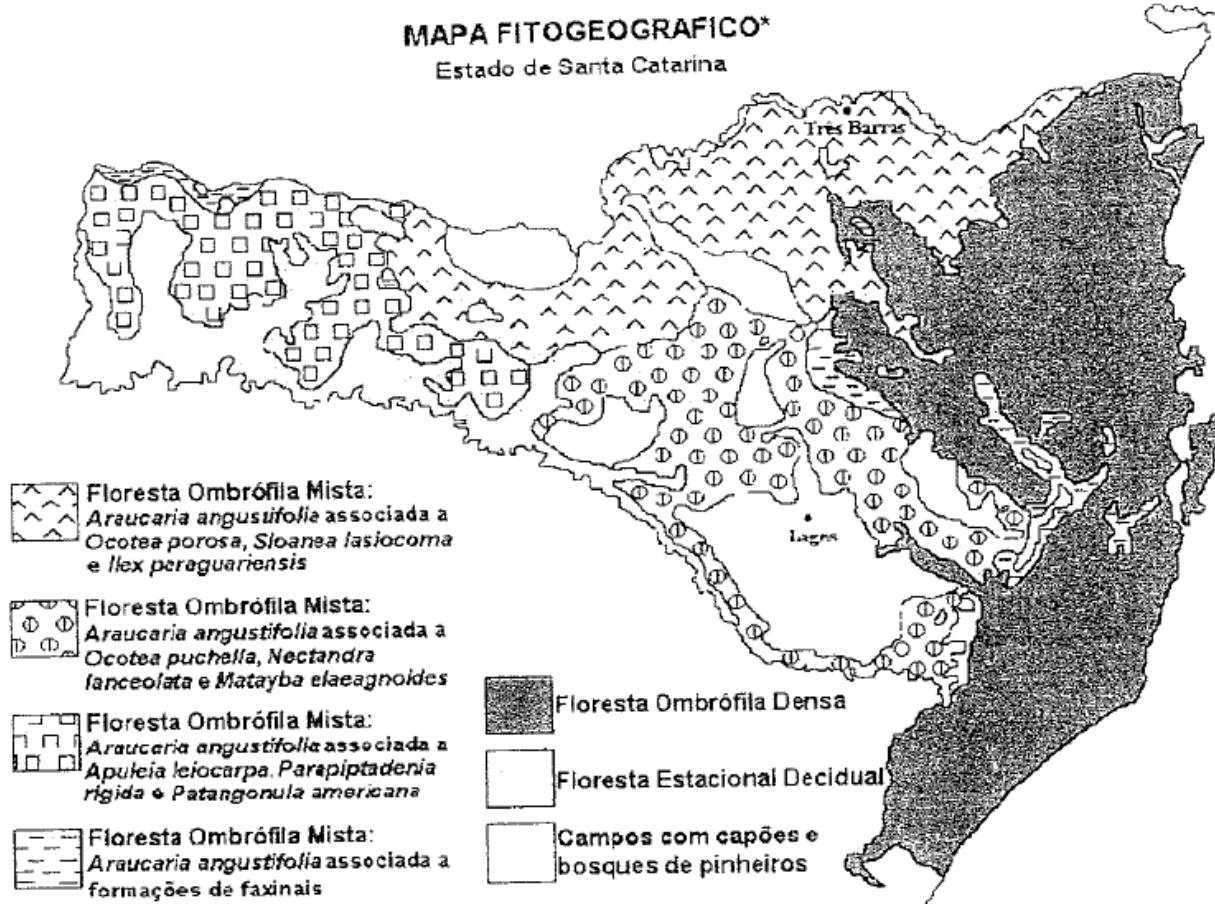 MAPA FITOGEOGRAFICO*
Estado de Santa Catarina
Três Barras
Lages
Floresta Ombrófila Mista:
Araucaria angustifolia associada a
Ocotea porosa, Sloanea lasiocoma
e Ilex peraguariensis
Floresta Ombrófila Mista:
Araucaria angustifolia associada a
Ocotea puchella, Nectandra
lanceolata e Matayba elaeagnoides
Floresta Ombrófila Mista:
Araucaria angustifolia associada a
Apuleia leiocarpa, Parapiptadenia
rigida e Patangonula americana
Floresta Ombrófila Mista:
Araucaria angustifolia associada a
formações de faxinais
Floresta Ombrófila Densa
Floresta Estacional Decidual
Campos com capões e
bosques de pinheiros